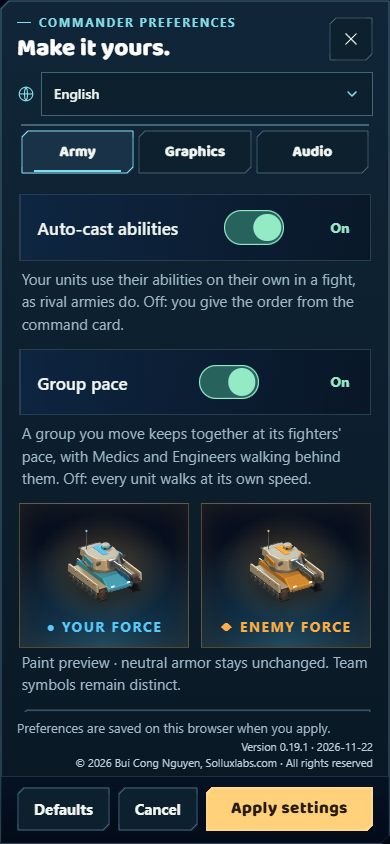 COMMANDER PREFERENCES
Make it yours.
English
Army Graphics Audio
Auto-cast abilities On
Your units use their abilities on their own in a fight,
as rival armies do. Off: you give the order from the
command card.
Group pace On
A group you move keeps together at its fighters'
pace, with Medics and Engineers walking behind
them. Off: every unit walks at its own speed.
YOUR FORCE ENEMY FORCE
Paint preview · neutral armor stays unchanged. Team
symbols remain distinct.
Preferences are saved on this browser when you apply.
Version 0.19.1 · 2026-11-22
© 2026 Bui Cong Nguyen, Solluxlabs.com · All rights reserved
Defaults Cancel Apply settings